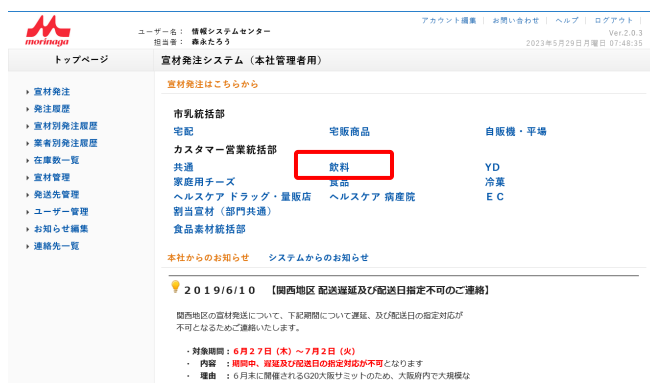 アカウント編集 | お問い合わせ | ヘルプ | ログアウト |
morinaga
ユーザー名： 情報システムセンター
担当者： 森永たろう
Ver.2.0.3
2023年5月29日月曜日 07:48:35
トップページ
宣材発注システム（本社管理者用）
宣材発注はこちらから
宣材発注
発注履歴
宣材別発注履歴
業者別発注履歴
在庫数一覧
宣材管理
発送先管理
ユーザー管理
お知らせ編集
連絡先一覧
市乳統括部
宅配 宅販商品 自販機・平場
カスタマー営業統括部
共通 飲料 YD
家庭用チーズ 食品 冷菓
ヘルスケア ドラッグ・量販店 ヘルスケア 病産院 ＥＣ
割当宣材（部門共通）
食品素材統括部
本社からのお知らせ システムからのお知らせ
２０１９/６/１０ 【関西地区 配送遅延及び配送日指定不可のご連絡】
関西地区の宣材発送について、下記期間について遅延、及び配送日の指定対応が
不可となるためご連絡いたします。
・対象期間：６月２７日（木）～７月２日（火）
・ 内容 ：期間中、遅延及び配送日の指定対応が不可となります
・ 理由 ：６月末に開催されるG20大阪サミットのため、大阪府内で大規模な